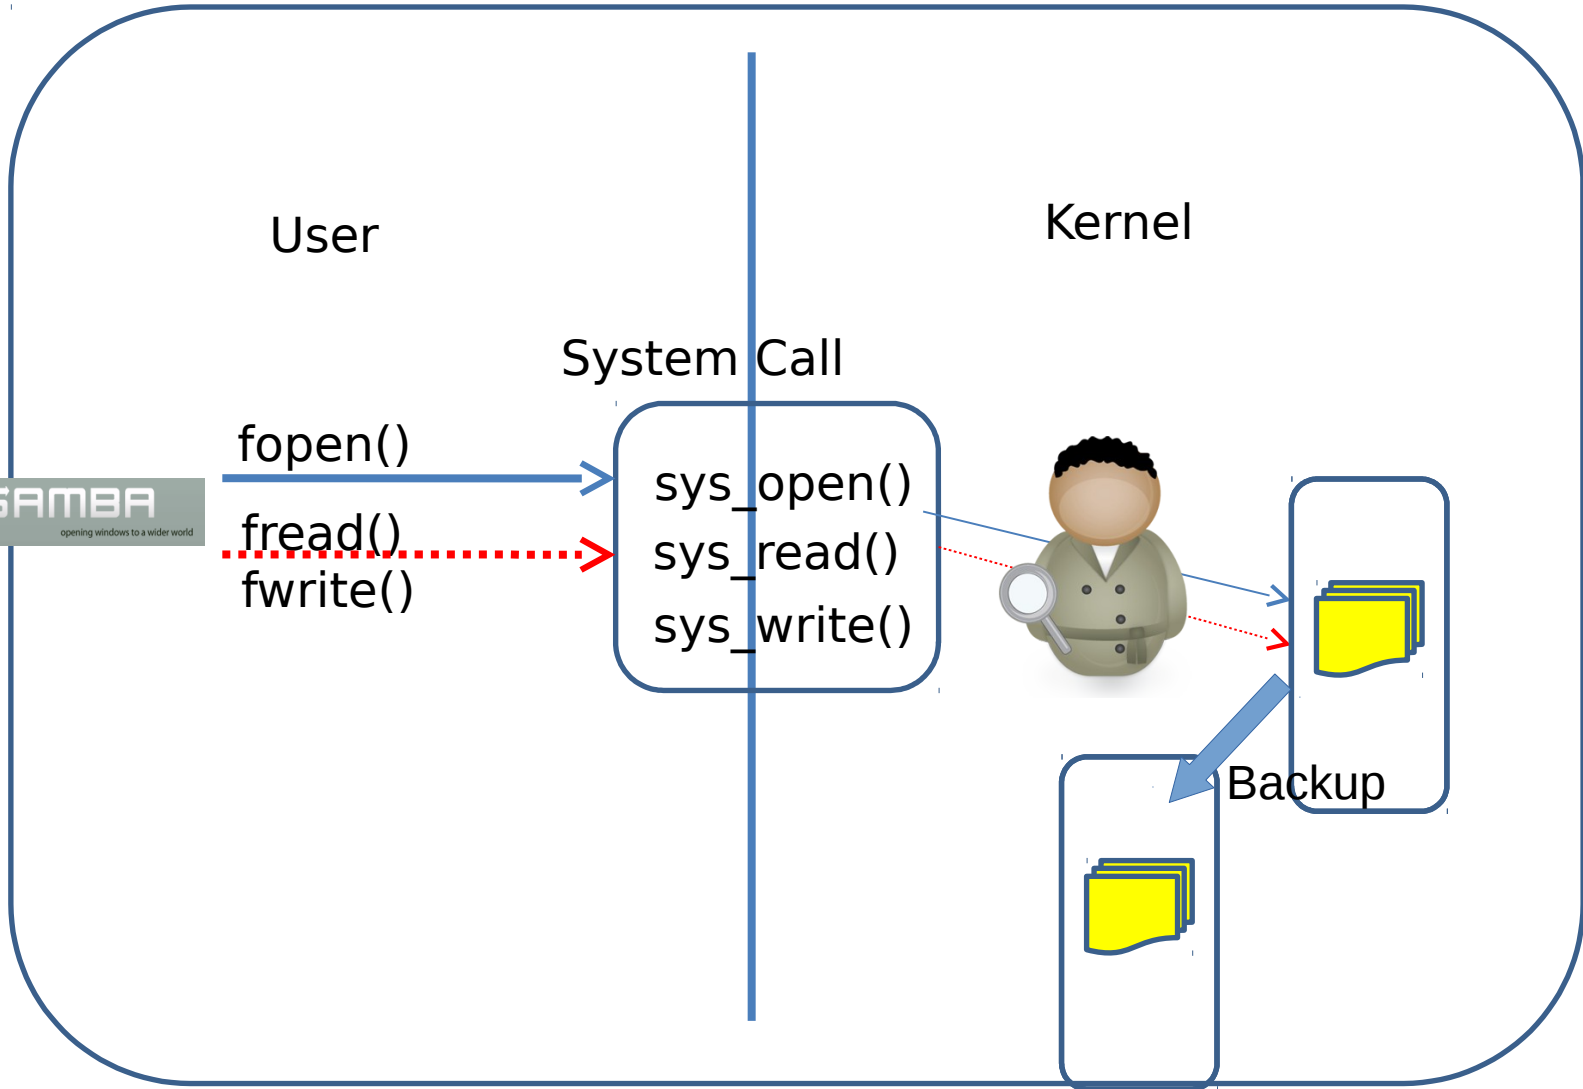 User
Kernel
System Call
fopen()
SAMBA
opening windows to a wider world
fread()
fwrite()
sys_open()
sys_read()
sys_write()
Backup